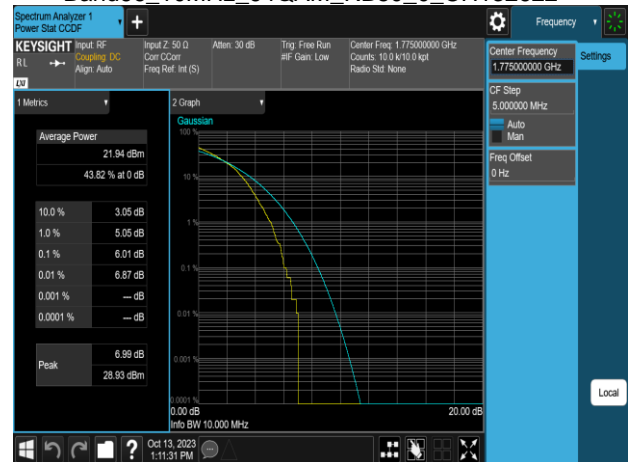 Spectrum Analyzer 1
Power Stat CCDF
Frequency
KEYSIGHT
Input: RF
Coupling: DC
Align: Auto
Input Z: 50 Ω
Corr CCorr
Freq Ref: Int (S)
Atten: 30 dB
Trig: Free Run
#IF Gain: Low
Center Freq: 1.775000000 GHz
Counts: 10.0 k/10.0 kpt
Radio Std: None
RL
LXI
Center Frequency
1.775000000 GHz
Settings
CF Step
5.000000 MHz
Auto
Man
Freq Offset
0 Hz
Local
1 Metrics
Average Power
21.94 dBm
43.82 % at 0 dB
10.0 % 3.05 dB
1.0 % 5.05 dB
0.1 % 6.01 dB
0.01 % 6.87 dB
0.001 % --- dB
0.0001 % --- dB
Peak 6.99 dB
28.93 dBm
2 Graph
Gaussian
100 %
10 %
1 %
0.1 %
0.01 %
0.001 %
0.0001 %
0.00 dB 20.00 dB
Info BW 10.000 MHz
Oct 13, 2023
1:11:31 PM